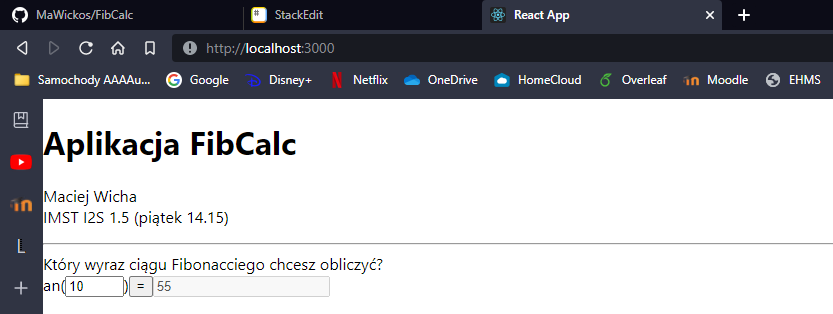 MaWickos/FibCalc StackEdit React App
http://localhost:3000
Samochody AAAAu... Google Disney+ Netflix OneDrive HomeCloud Overleaf Moodle EHMS
Aplikacja FibCalc
Maciej Wicha
IMST I2S 1.5 (piątek 14.15)
Który wyraz ciągu Fibonacciego chcesz obliczyć?
an(10)= 55
L